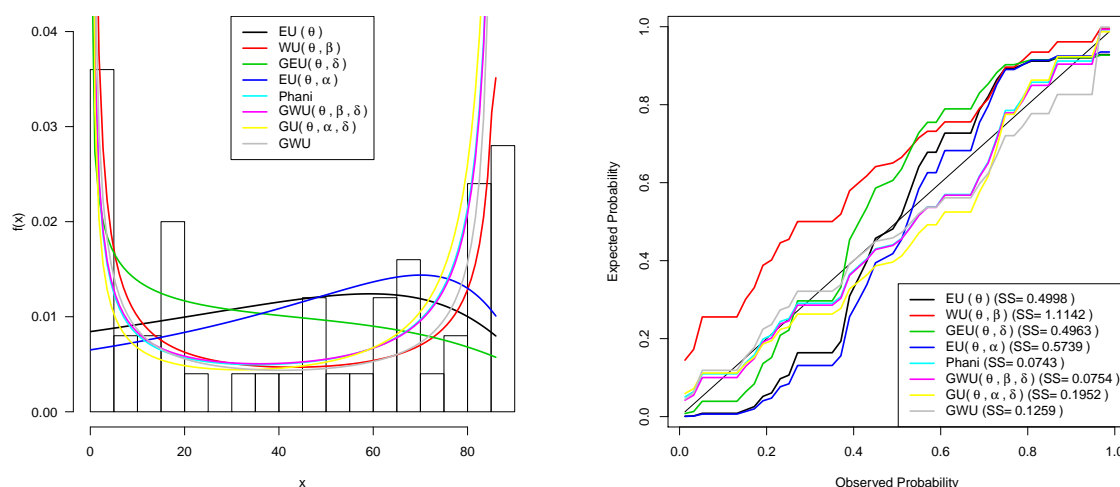 0.04
0.03
0.02
0.01
0.00
f(x)
0
20
40
60
80
x
EU ( θ )
WU( θ , β )
GEU( θ , δ )
EU( θ , α )
Phani
GWU( θ , β , δ )
GU( θ , α , δ )
GWU
1.0
0.8
0.6
0.4
0.2
0.0
Expected Probability
0.0
0.2
0.4
0.6
0.8
1.0
Observed Probability
EU ( θ ) (SS= 0.4998 )
WU( θ , β ) (SS= 1.1142 )
GEU( θ , δ ) (SS= 0.4963 )
EU( θ , α ) (SS= 0.5739 )
Phani (SS= 0.0743 )
GWU( θ , β , δ ) (SS= 0.0754 )
GU( θ , α , δ ) (SS= 0.1952 )
GWU (SS= 0.1259 )